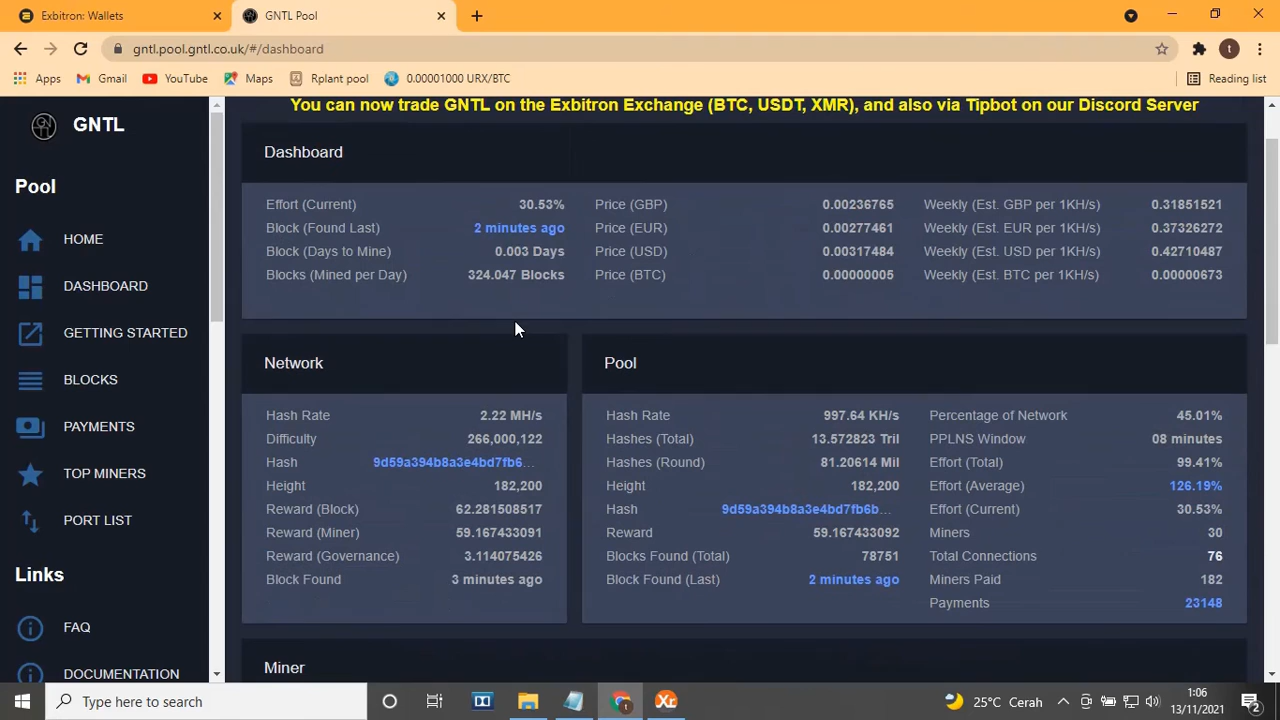 Exbitron: Wallets
GNTL Pool
gntl.pool.gntl.co.uk/#/dashboard
t
Apps
Gmail
YouTube
Maps
Rplant pool
0.00001000 URX/BTC
Reading list
GNTL
Pool
HOME
DASHBOARD
GETTING STARTED
BLOCKS
PAYMENTS
TOP MINERS
PORT LIST
Links
FAQ
DOCUMENTATION
You can now trade GNTL on the Exbitron Exchange (BTC, USDT, XMR), and also via Tipbot on our Discord Server
Dashboard
Effort (Current) 30.53%
Block (Found Last) 2 minutes ago
Block (Days to Mine) 0.003 Days
Blocks (Mined per Day) 324.047 Blocks
Price (GBP) 0.00236765
Price (EUR) 0.00277461
Price (USD) 0.00317484
Price (BTC) 0.00000005
Weekly (Est. GBP per 1KH/s) 0.31851521
Weekly (Est. EUR per 1KH/s) 0.37326272
Weekly (Est. USD per 1KH/s) 0.42710487
Weekly (Est. BTC per 1KH/s) 0.00000673
Network
Hash Rate 2.22 MH/s
Difficulty 266,000,122
Hash 9d59a394b8a3e4bd7fb6...
Height 182,200
Reward (Block) 62.281508517
Reward (Miner) 59.167433091
Reward (Governance) 3.114075426
Block Found 3 minutes ago
Pool
Hash Rate 997.64 KH/s
Hashes (Total) 13.572823 Tril
Hashes (Round) 81.20614 Mil
Height 182,200
Hash 9d59a394b8a3e4bd7fb6b...
Reward 59.167433092
Blocks Found (Total) 78751
Block Found (Last) 2 minutes ago
Percentage of Network 45.01%
PPLNS Window 08 minutes
Effort (Total) 99.41%
Effort (Average) 126.19%
Effort (Current) 30.53%
Miners 30
Total Connections 76
Miners Paid 182
Payments 23148
Miner
Type here to search
t
Xr
25°C Cerah
1:06
13/11/2021
2